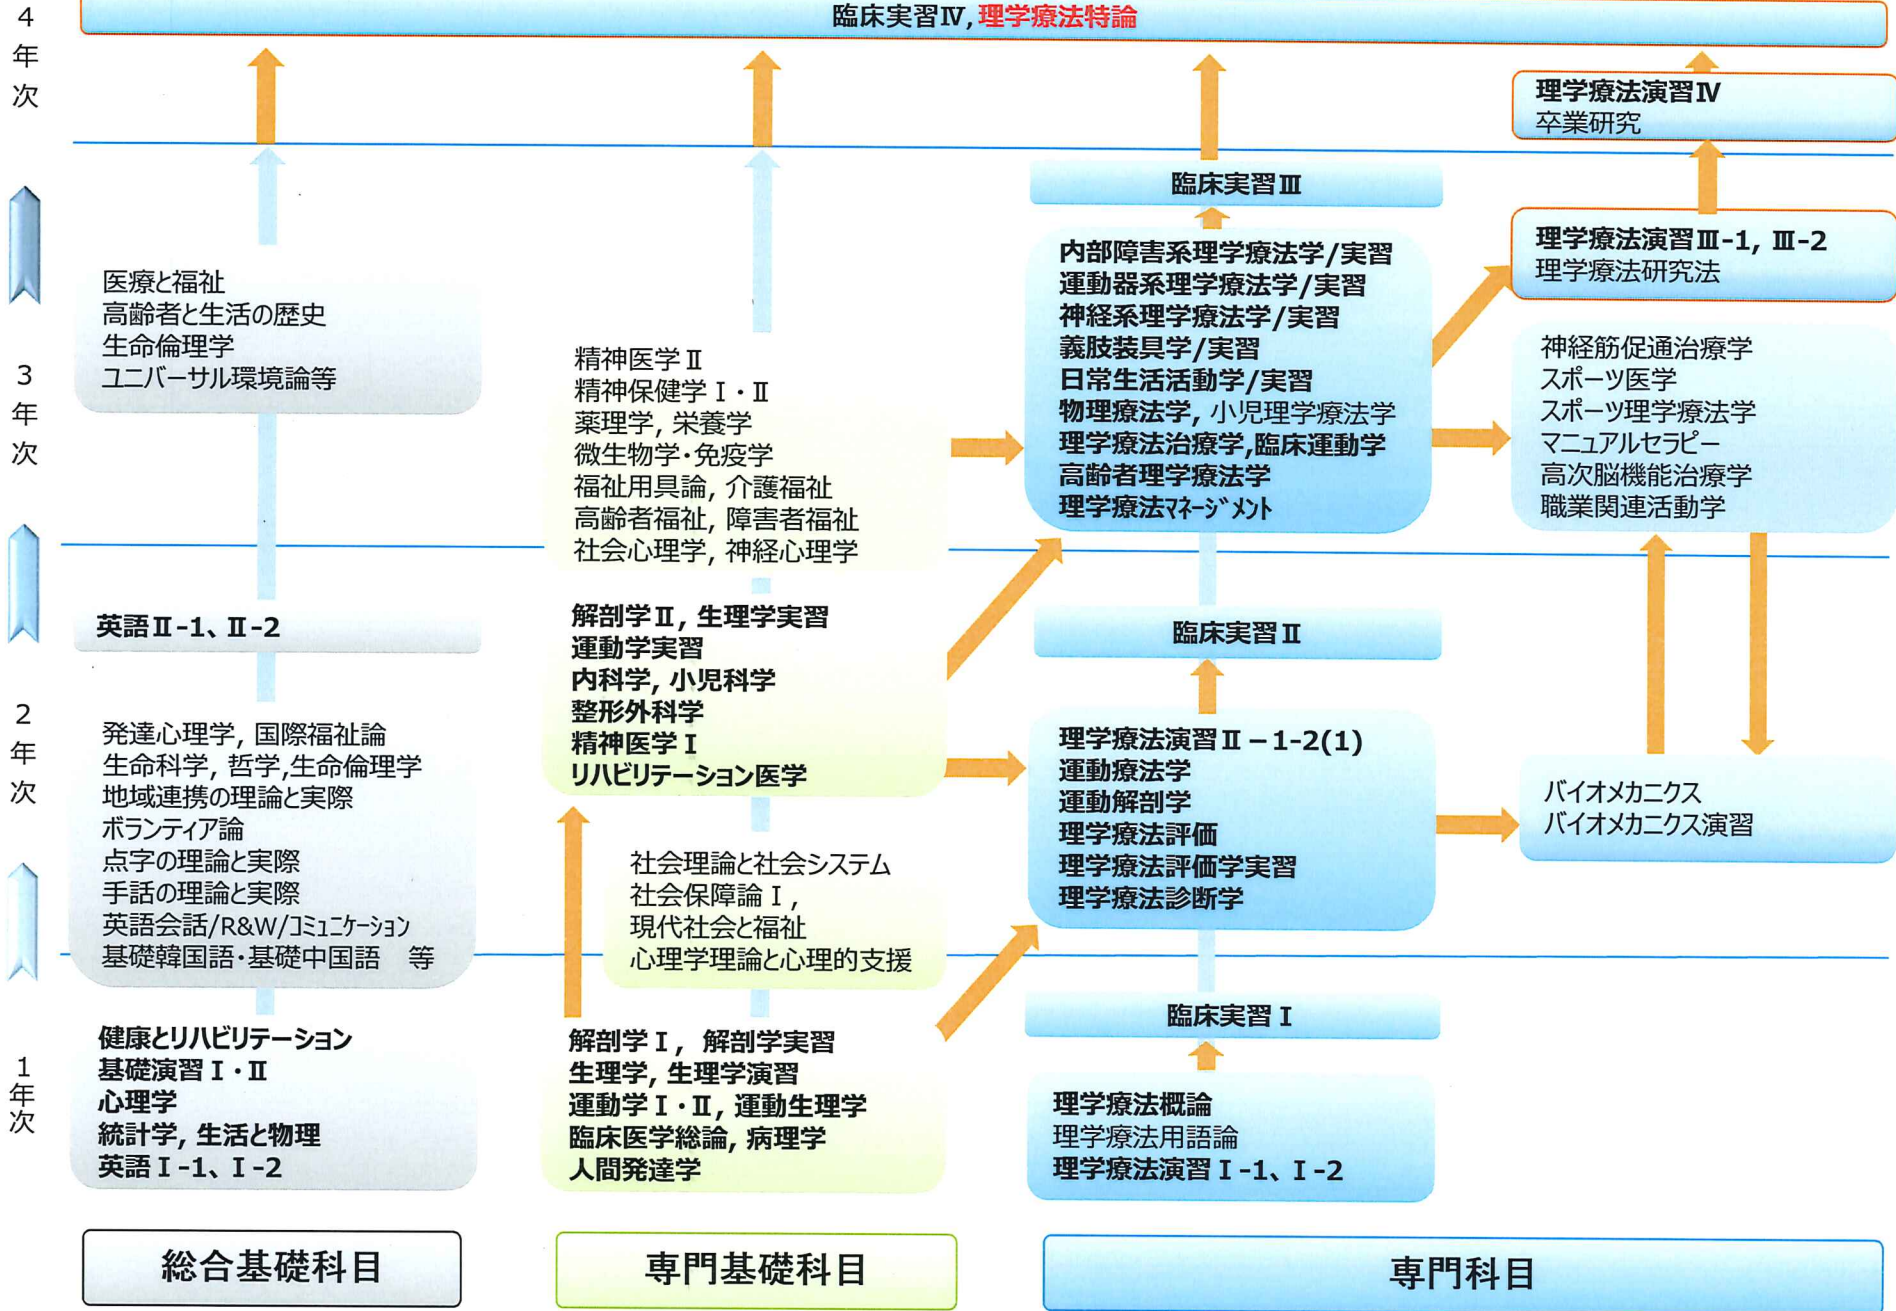 4年次
臨床実習Ⅳ,理学療法特論
理学療法演習Ⅳ
卒業研究
3年次
医療と福祉
高齢者と生活の歴史
生命倫理学
ユニバーサル環境論等
精神医学Ⅱ
精神保健学Ⅰ・Ⅱ
薬理学, 栄養学
微生物学・免疫学
福祉用具論, 介護福祉
高齢者福祉, 障害者福祉
社会心理学, 神経心理学
臨床実習Ⅲ
内部障害系理学療法学/実習
運動器系理学療法学/実習
神経系理学療法学/実習
義肢装具学/実習
日常生活活動学/実習
物理療法学, 小児理学療法学
理学療法治療学,臨床運動学
高齢者理学療法学
理学療法マネージメント
理学療法演習Ⅲ-1, Ⅲ-2
理学療法研究法
神経筋促通治療学
スポーツ医学
スポーツ理学療法学
マニュアルセラピー
高次脳機能治療学
職業関連活動学
2年次
英語Ⅱ-1、Ⅱ-2
発達心理学, 国際福祉論
生命科学, 哲学,生命倫理学
地域連携の理論と実際
ボランティア論
点字の理論と実際
手話の理論と実際
英語会話/R&W/コミュニケーション
基礎韓国語・基礎中国語　等
解剖学Ⅱ, 生理学実習
運動学実習
内科学, 小児科学
整形外科学
精神医学Ⅰ
リハビリテーション医学
社会理論と社会システム
社会保障論Ⅰ,
現代社会と福祉
心理学理論と心理的支援
臨床実習Ⅱ
理学療法演習Ⅱ－1-2(1)
運動療法学
運動解剖学
理学療法評価
理学療法評価学実習
理学療法診断学
バイオメカニクス
バイオメカニクス演習
1年次
健康とリハビリテーション
基礎演習Ⅰ・Ⅱ
心理学
統計学, 生活と物理
英語Ⅰ-1、Ⅰ-2
解剖学Ⅰ, 解剖学実習
生理学, 生理学演習
運動学Ⅰ・Ⅱ, 運動生理学
臨床医学総論, 病理学
人間発達学
臨床実習Ⅰ
理学療法概論
理学療法用語論
理学療法演習Ⅰ-1、Ⅰ-2
総合基礎科目
専門基礎科目
専門科目